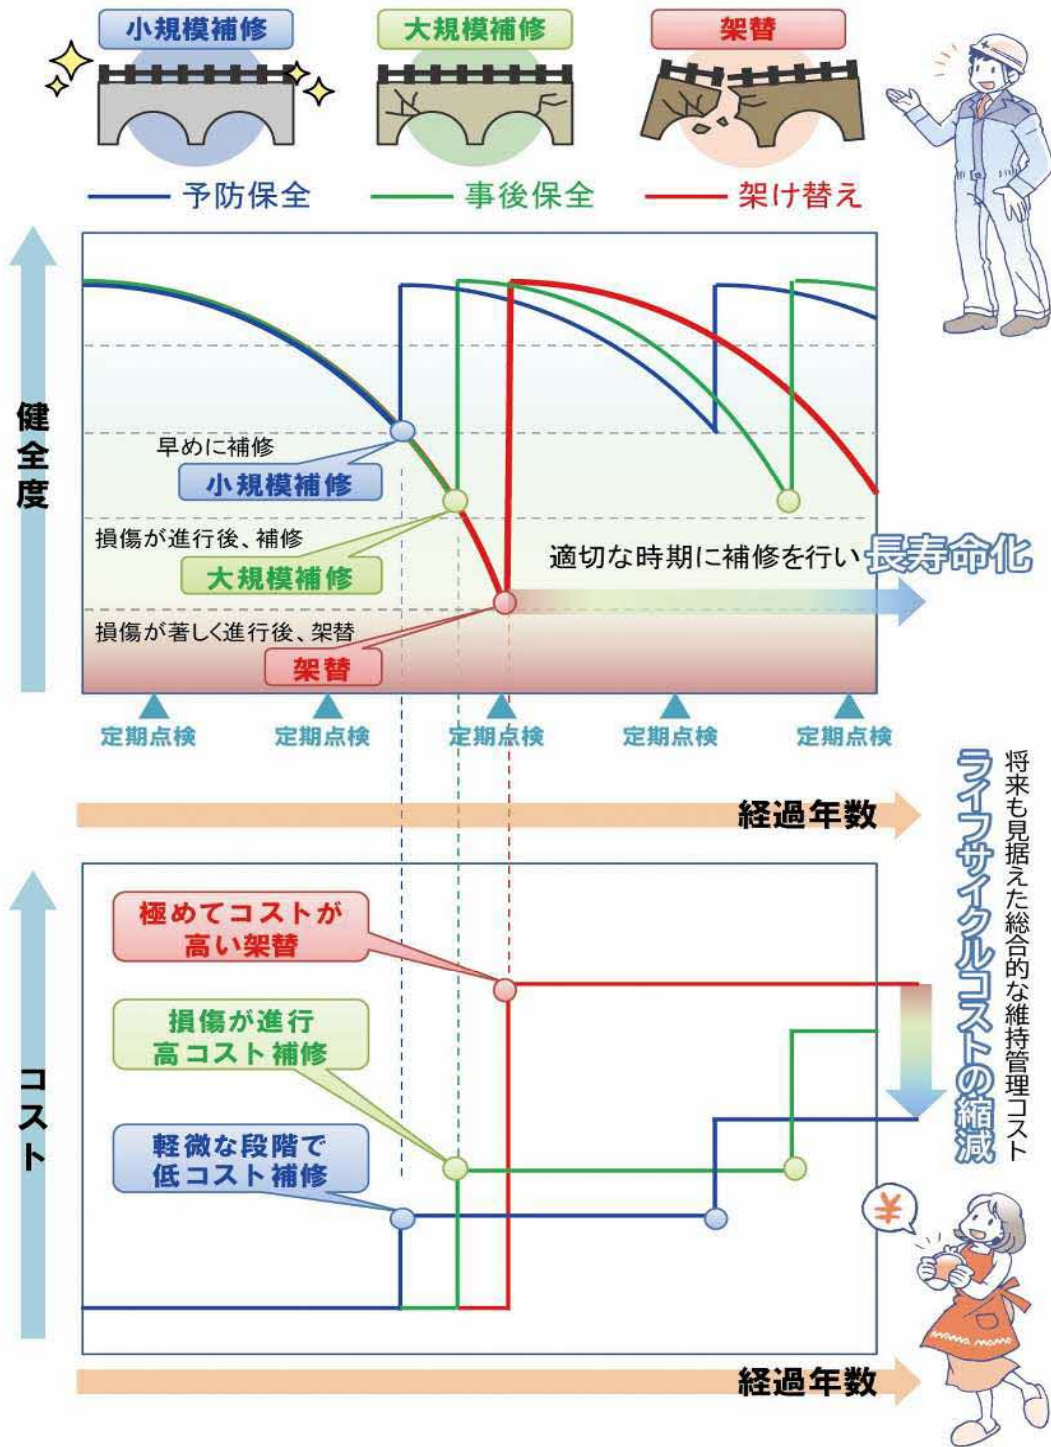 小規模補修
大規模補修
架替
予防保全
事後保全
架け替え
健全度
早めに補修
小規模補修
損傷が進行後、補修
大規模補修
適切な時期に補修を行い 長寿命化
損傷が著しく進行後、架替
架替
定期点検
定期点検
定期点検
定期点検
定期点検
経過年数
将来も見据えた総合的な維持管理コスト
ライフサイクルコストの縮減
コスト
極めてコストが
高い架替
損傷が進行
高コスト補修
軽微な段階で
低コスト補修
¥
経過年数